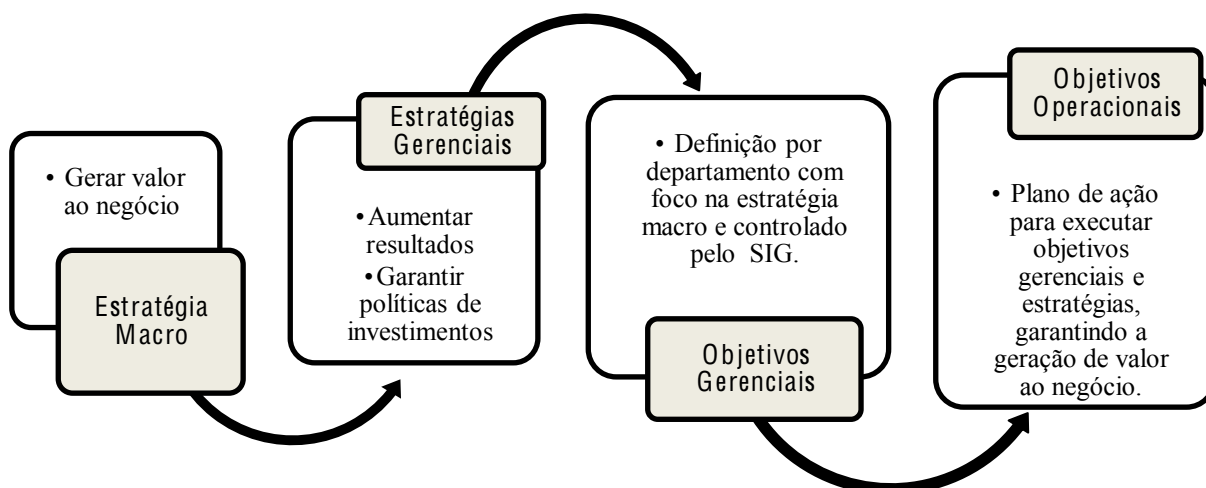 • Gerar valor
ao negócio
Estratégia
Macro
Estratégias
Gerenciais
• Aumentar
resultados
• Garantir
políticas de
investimentos
• Definição por
departamento com
foco na estratégia
macro e controlado
pelo SIG.
Objetivos
Gerenciais
Objetivos
Operacionais
• Plano de ação
para executar
objetivos
gerenciais e
estratégias,
garantindo a
geração de valor
ao negócio.